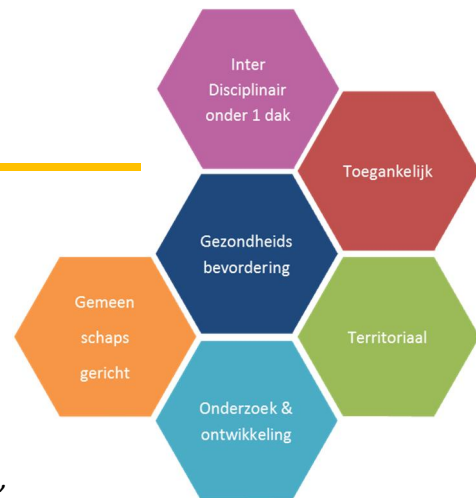 Inter
Disciplinair
onder 1 dak
Toegankelijk
Gezondheids
bevordering
Gemeen
schaps
gericht
Territoriaal
Onderzoek &
ontwikkeling